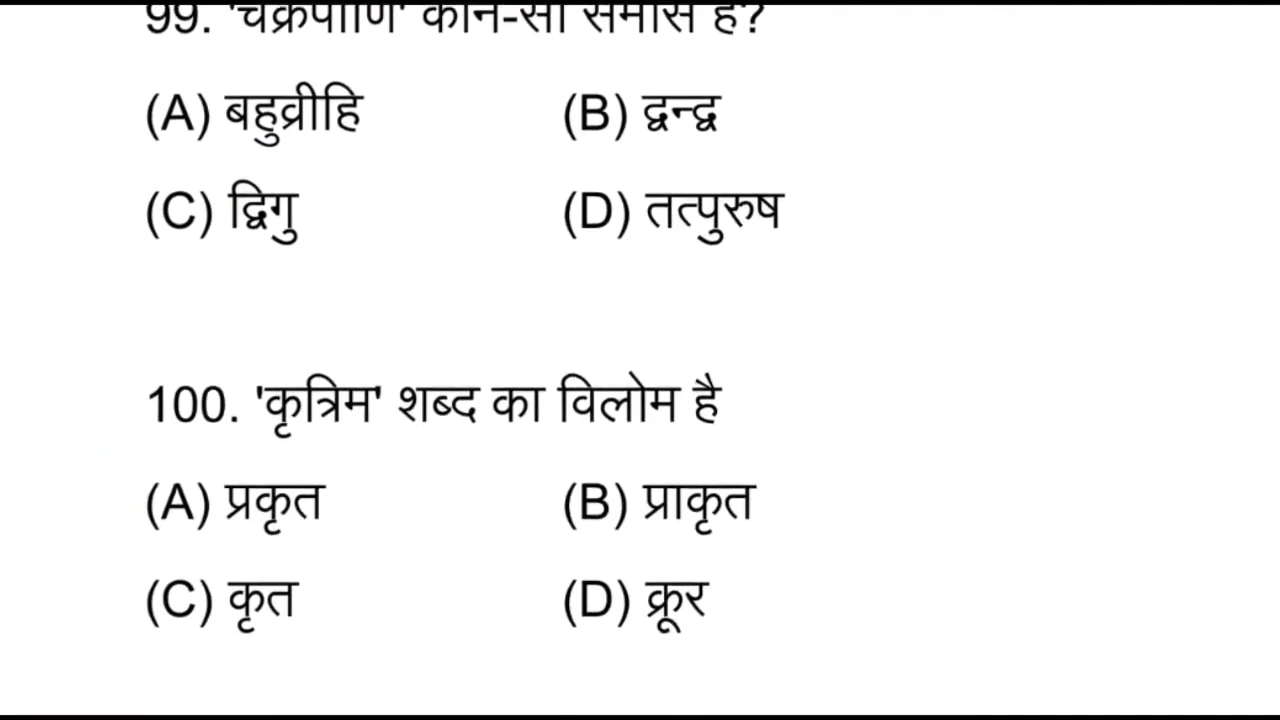 99. 'चक्रपाणि' कौन-सा समास है?
(A) बहुव्रीहि (B) द्वन्द्व
(C) द्विगु (D) तत्पुरुष
100. 'कृत्रिम' शब्द का विलोम है
(A) प्रकृत (B) प्राकृत
(C) कृत (D) क्रूर